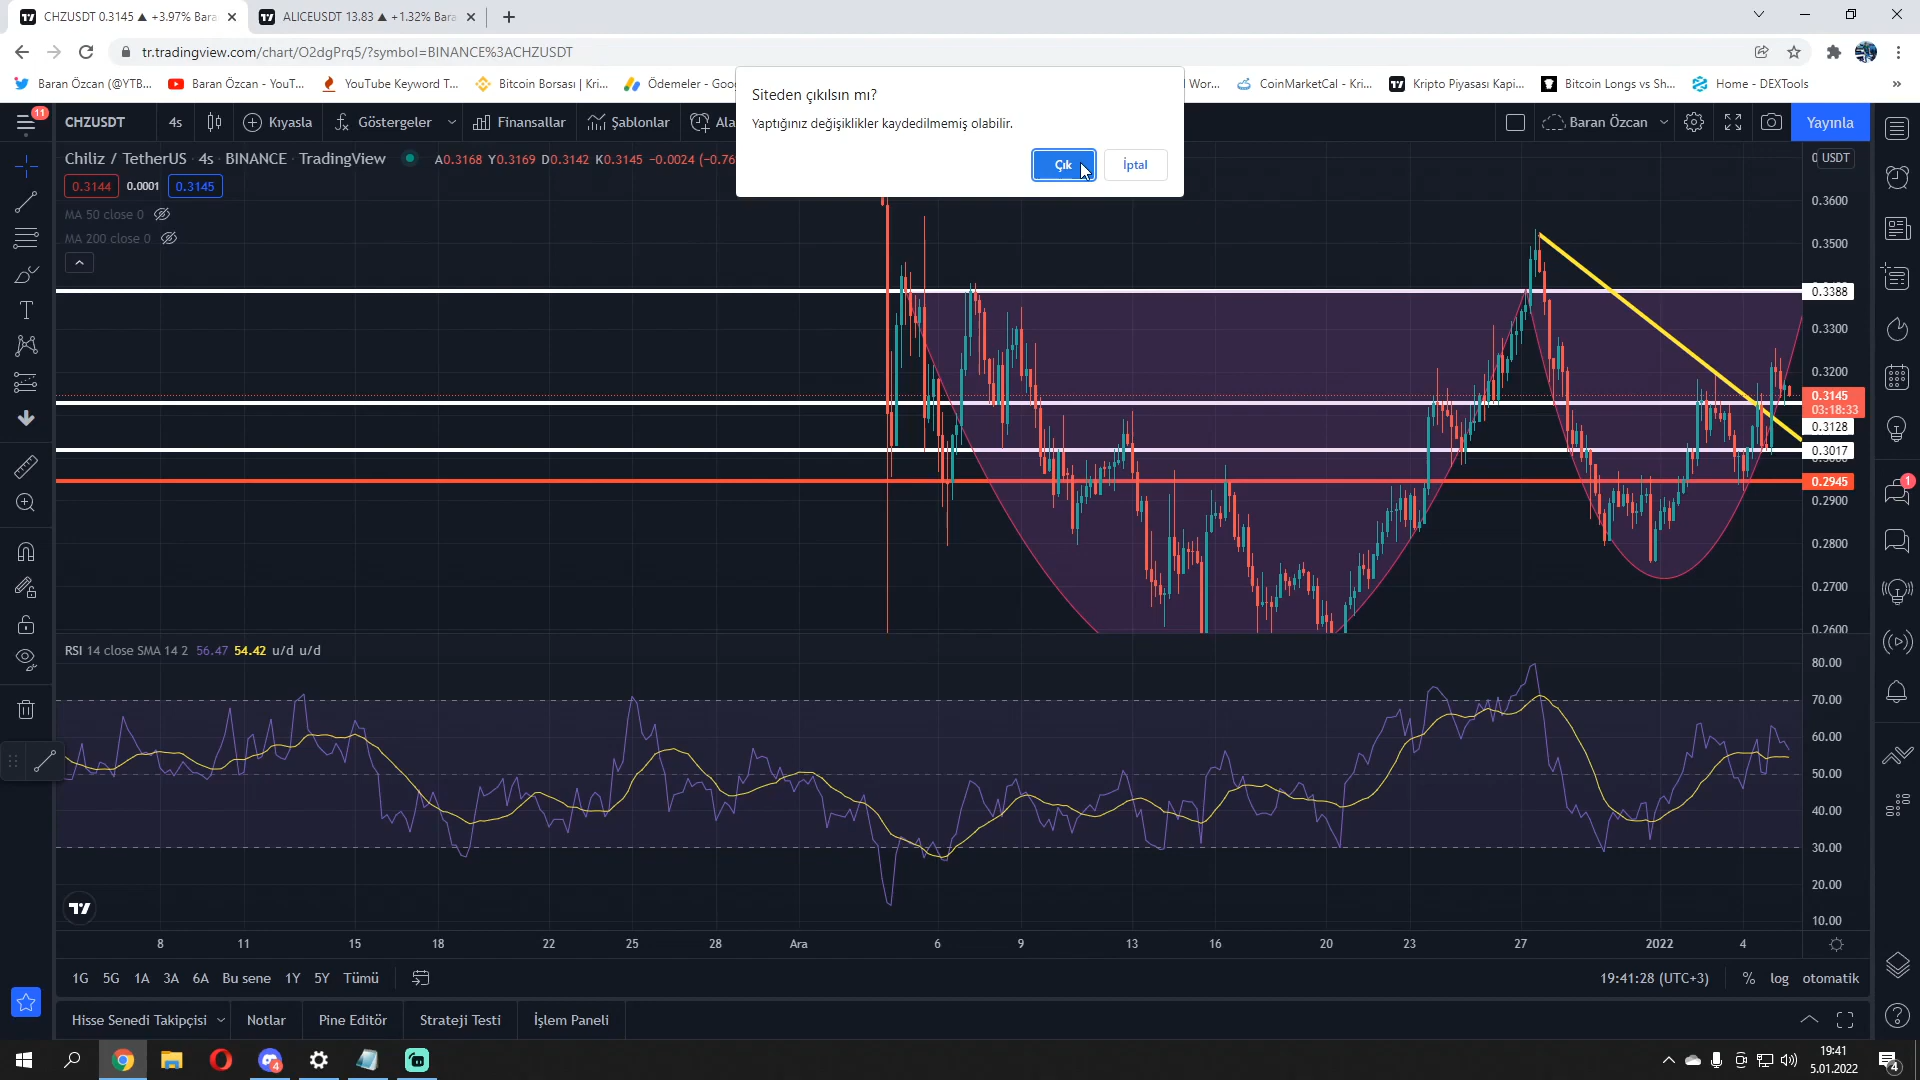 CHZUSDT 0.3145 ▲ +3.97% Bara
ALICEUSDT 13.83 ▲ +1.32% Bara
tr.tradingview.com/chart/O2dgPrq5/?symbol=BINANCE%3ACHZUSDT
Baran Özcan (@YTB...
Baran Özcan - YouT...
YouTube Keyword T...
Bitcoin Borsası | Kri...
Ödemeler - Goo
Wor...
CoinMarketCal - Kri...
Kripto Piyasası Kapi...
Bitcoin Longs vs Sh...
Home - DEXTools
»
Siteden çıkılsın mı?
Yaptığınız değişiklikler kaydedilmemiş olabilir.
Çık
İptal
11
CHZUSDT
4s
Kıyasla
Göstergeler
Finansallar
Şablonlar
Ala
Baran Özcan
Yayınla
Chiliz / TetherUS · 4s · BINANCE · TradingView
A0.3168 Y0.3169 D0.3142 K0.3145 −0.0024 (−0.76
0.3144
0.0001
0.3145
MA 50 close 0
MA 200 close 0
USDT
0.3600
0.3500
0.3388
0.3300
0.3200
0.3145
03:18:33
0.3128
0.3017
0.2945
0.2900
0.2800
0.2700
0.2600
RSI 14 close SMA 14 2 56.47 54.42 u/d u/d
80.00
70.00
60.00
50.00
40.00
30.00
20.00
10.00
8
11
15
18
22
25
28
Ara
6
9
13
16
20
23
27
2022
4
1G
5G
1A
3A
6A
Bu sene
1Y
5Y
Tümü
19:41:28 (UTC+3)
%
log
otomatik
Hisse Senedi Takipçisi
Notlar
Pine Editör
Strateji Testi
İşlem Paneli
1
4
19:41
5.01.2022
4